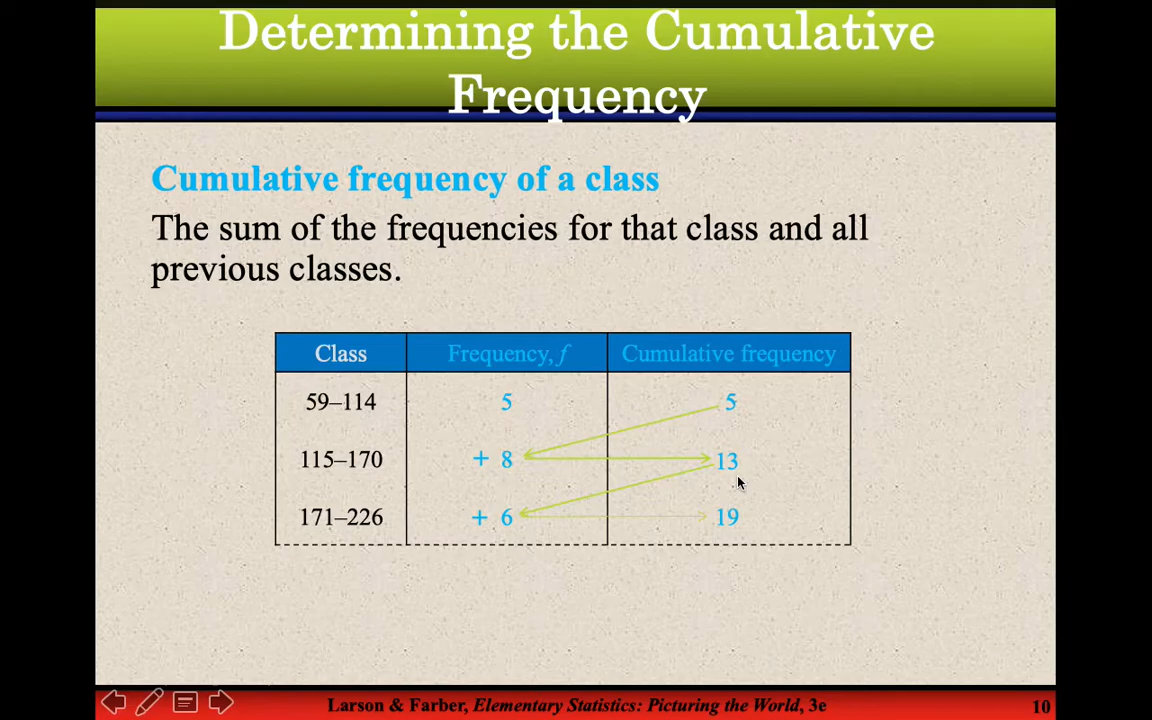 Determining the Cumulative
Frequency
Cumulative frequency of a class
The sum of the frequencies for that class and all
previous classes.
Class Frequency, f Cumulative frequency
59–114 5 5
115–170 + 8 13
171–226 + 6 19
Larson & Farber, Elementary Statistics: Picturing the World, 3e 10